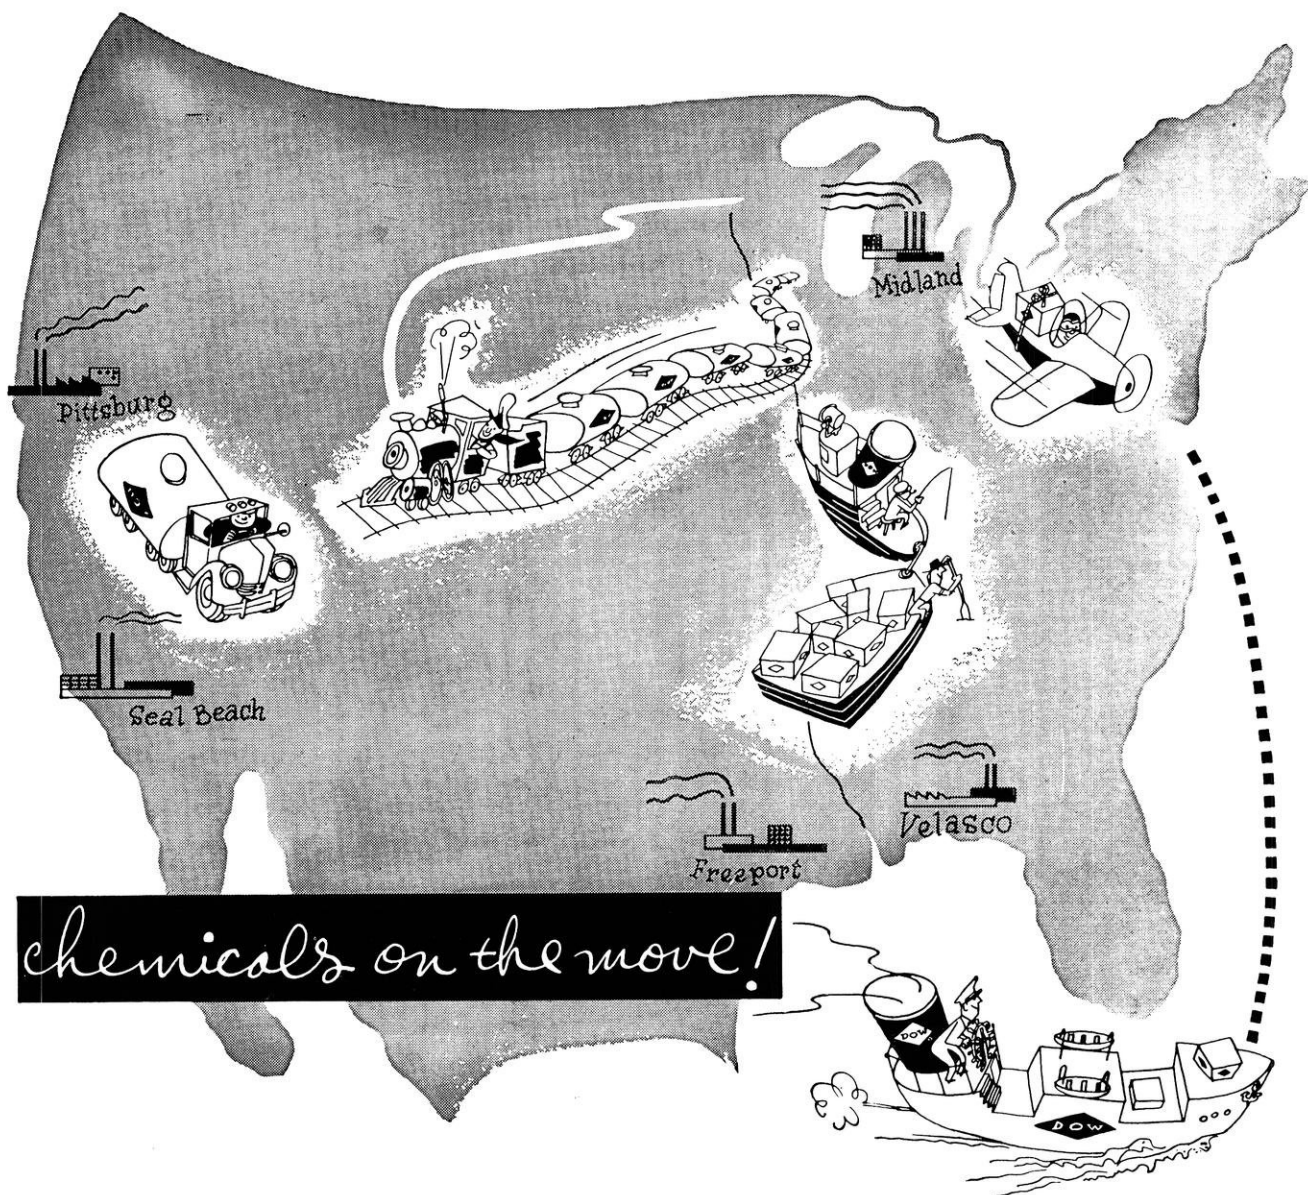 Midland
Pittsburg
Seal Beach
Velasco
Freeport
chemicals on the move!
DOW
DOW